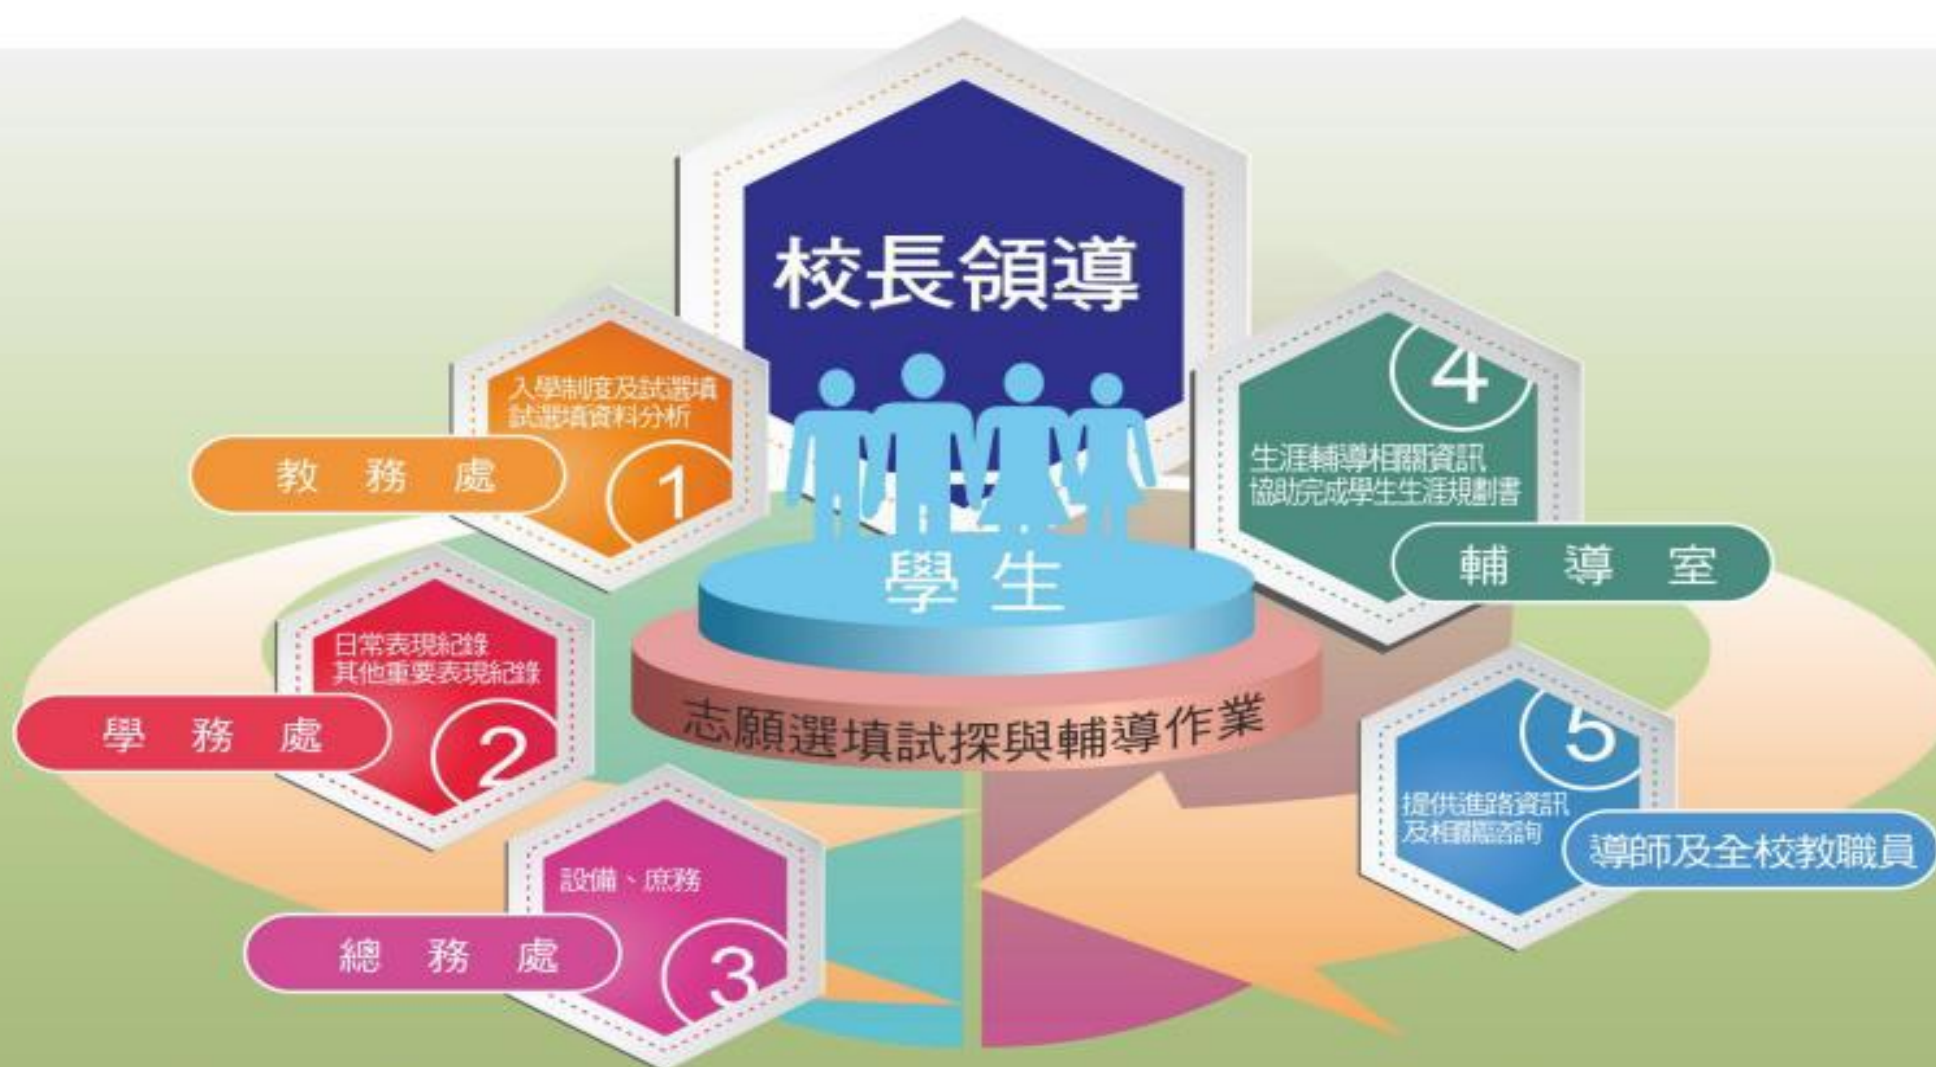 校長領導
學生
志願選填試探與輔導作業
入學制度及試選填
試選填資料分析
1
教務處
日常表現紀錄
其他重要表現紀錄
2
學務處
設備、庶務
3
總務處
4
生涯輔導相關資訊
協助完成學生生涯規劃書
輔導室
5
提供進路資訊
及相關諮詢
導師及全校教職員